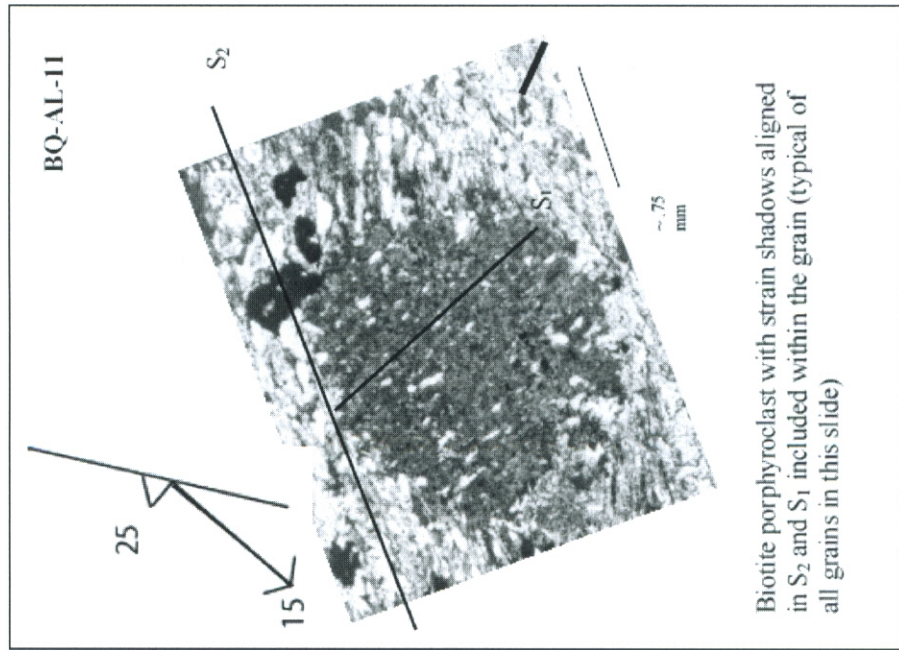 BQ-AL-11
S₂
25
15
S₁
~.75
mm
Biotite porphyroclast with strain shadows aligned
in S₂ and S₁ included within the grain (typical of
all grains in this slide)